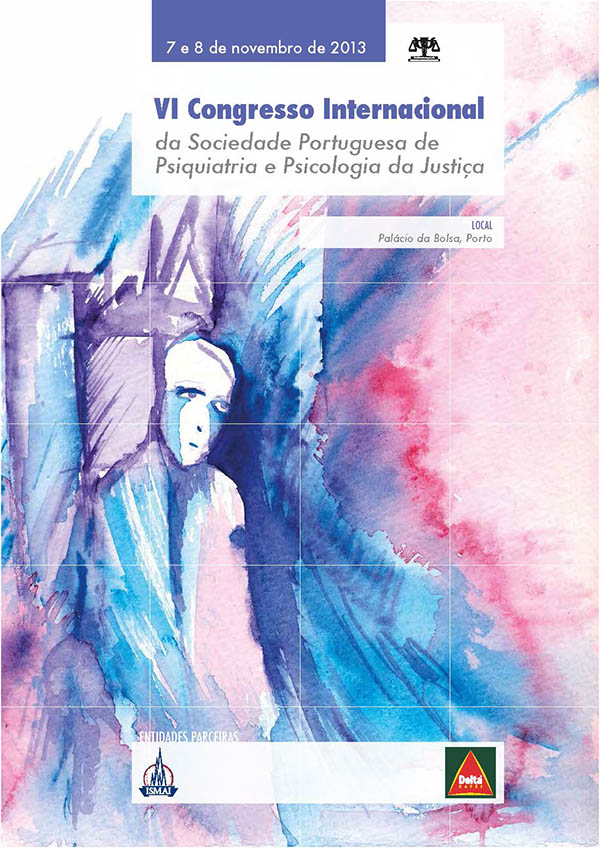 7 e 8 de novembro de 2013
VI Congresso Internacional
da Sociedade Portuguesa de
Psiquiatria e Psicologia da Justiça
LOCAL
Palácio da Bolsa, Porto
ENTIDADES PARCEIRAS
ISMAI
Delta
CAFÉS